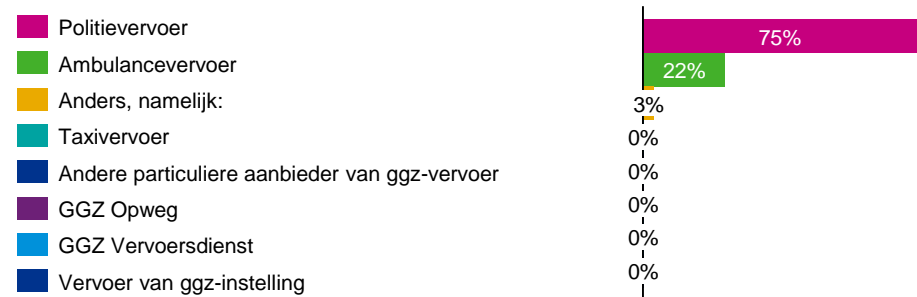 Politievervoer 75%
Ambulancevervoer 22%
Anders, namelijk: 3%
Taxivervoer 0%
Andere particuliere aanbieder van ggz-vervoer 0%
GGZ Opweg 0%
GGZ Vervoersdienst 0%
Vervoer van ggz-instelling 0%